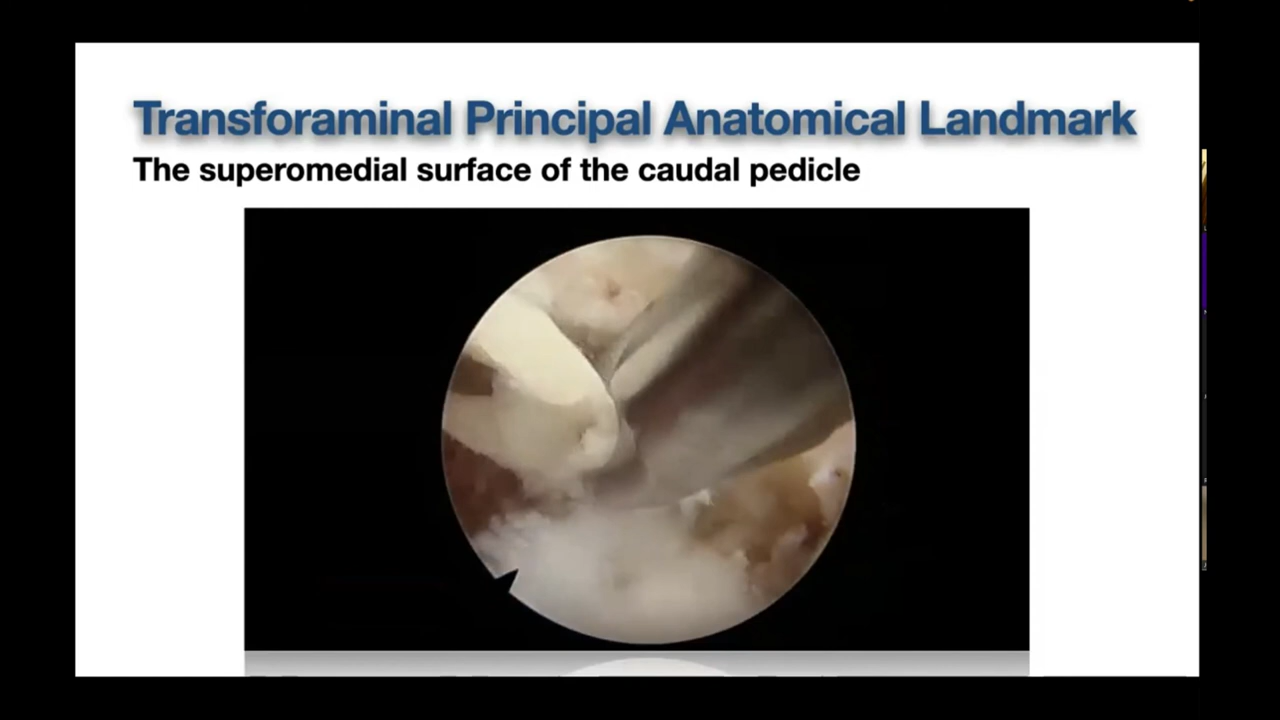 Transforaminal Principal Anatomical Landmark
The superomedial surface of the caudal pedicle